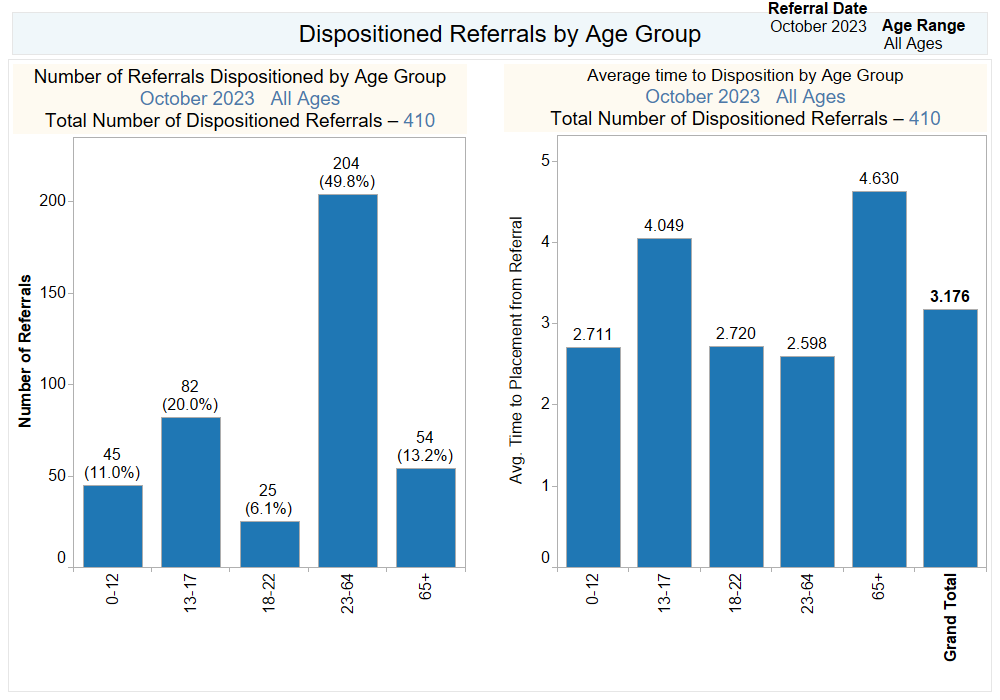 Dispositioned Referrals by Age Group
Referral Date
October 2023
Age Range
All Ages
Number of Referrals Dispositioned by Age Group
October 2023 All Ages
Total Number of Dispositioned Referrals – 410
Number of Referrals
200
150
100
50
0
45
(11.0%)
82
(20.0%)
25
(6.1%)
204
(49.8%)
54
(13.2%)
0-12
13-17
18-22
23-64
65+
Average time to Disposition by Age Group
October 2023 All Ages
Total Number of Dispositioned Referrals – 410
Avg. Time to Placement from Referral
5
4
3
2
1
0
2.711
4.049
2.720
2.598
4.630
3.176
0-12
13-17
18-22
23-64
65+
Grand Total